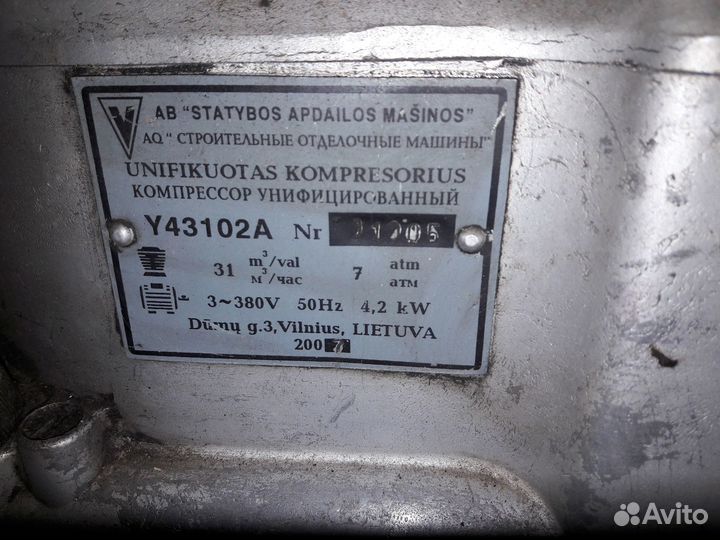 AB "STATYBOS APDAILOS MAŠINOS"
AO " СТРОИТЕЛЬНЫЕ ОТДЕЛОЧНЫЕ МАШИНЫ"
UNIFIKUOTAS KOMPRESORIUS
КОМПРЕССОР УНИФИЦИРОВАННЫЙ
Y43102A Nr
31 m³/val 7 atm
м³/час атм
3~380V 50Hz 4,2 kW
Dūmų g.3, Vilnius, LIETUVA
2007
Avito